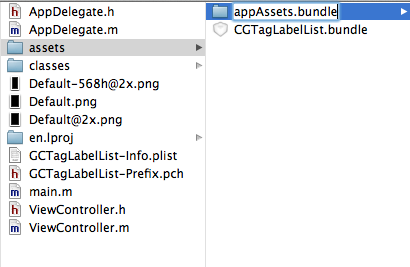 AppDelegate.h
AppDelegate.m
assets
classes
Default-568h@2x.png
Default.png
Default@2x.png
en.lproj
GCTagLabelList-Info.plist
GCTagLabelList-Prefix.pch
main.m
ViewController.h
ViewController.m
appAssets.bundle
CGTagLabelList.bundle